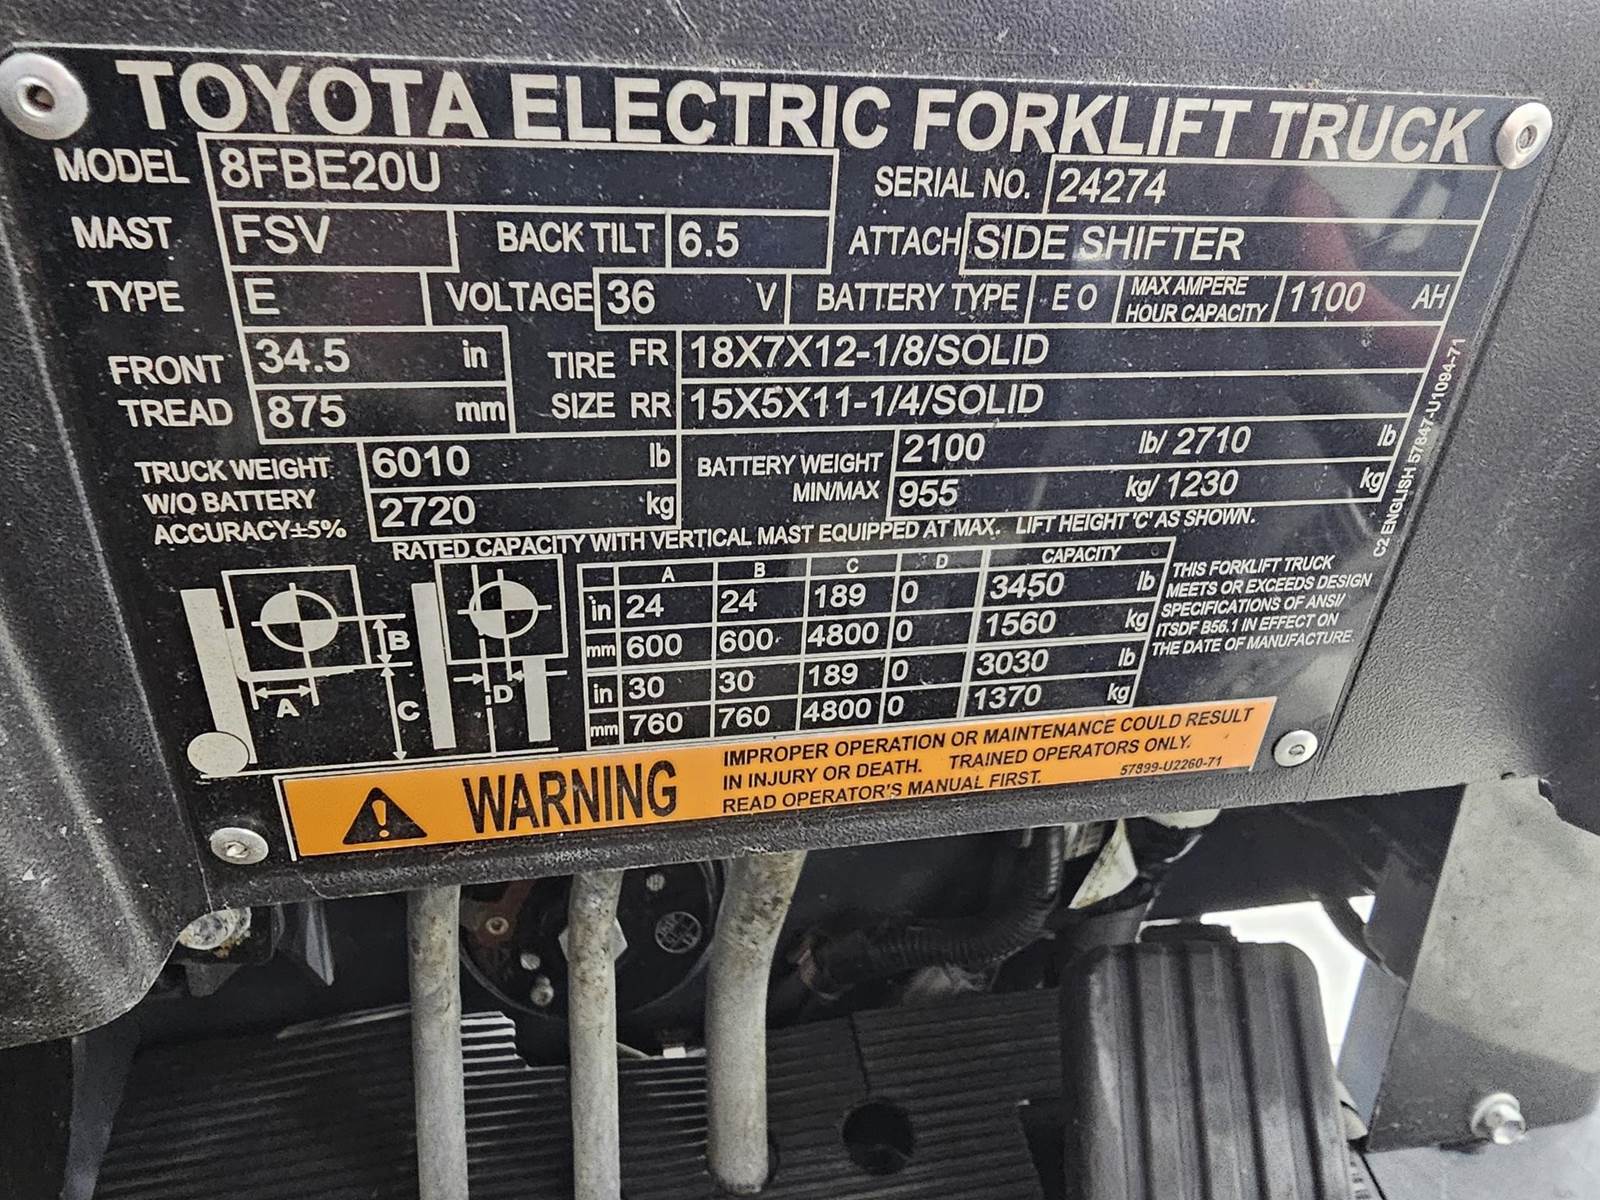 TOYOTA ELECTRIC FORKLIFT TRUCK
MODEL 8FBE20U SERIAL NO. 24274
MAST FSV BACK TILT 6.5 ATTACH SIDE SHIFTER
TYPE E VOLTAGE 36 V BATTERY TYPE E O MAX AMPERE HOUR CAPACITY 1100 AH
FRONT TREAD 34.5 in TIRE SIZE FR 18X7X12-1/8/SOLID
875 mm RR 15X5X11-1/4/SOLID
TRUCK WEIGHT W/O BATTERY ACCURACY±5% 6010 lb BATTERY WEIGHT MIN/MAX 2100 lb/ 2710 lb
2720 kg 955 kg/ 1230 kg
RATED CAPACITY WITH VERTICAL MAST EQUIPPED AT MAX. LIFT HEIGHT 'C' AS SHOWN.
A B C D CAPACITY
in 24 24 189 0 3450 lb
mm 600 600 4800 0 1560 kg
in 30 30 189 0 3030 lb
mm 760 760 4800 0 1370 kg
B
A
C
D
THIS FORKLIFT TRUCK
MEETS OR EXCEEDS DESIGN
SPECIFICATIONS OF ANSI/
ITSDF B56.1 IN EFFECT ON
THE DATE OF MANUFACTURE.
C2 ENGLISH 57847-U1094-71
WARNING
IMPROPER OPERATION OR MAINTENANCE COULD RESULT
IN INJURY OR DEATH. TRAINED OPERATORS ONLY.
READ OPERATOR'S MANUAL FIRST.
57899-U2260-71